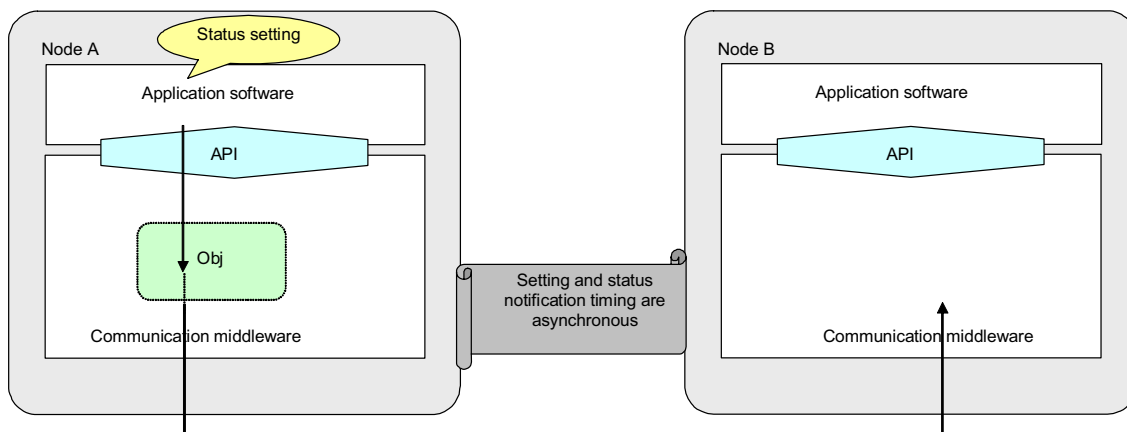 Status setting
Node A
Application software
API
Obj
Communication middleware
Setting and status
notification timing are
asynchronous
Node B
Application software
API
Communication middleware